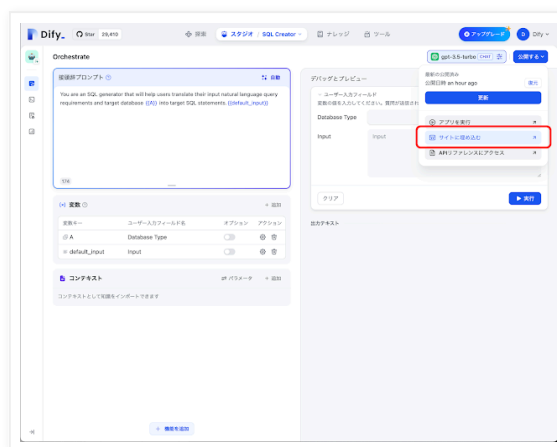 Dify_
Star 29,419
探索
スタジオ / SQL Creator
ナレッジ
ツール
アップグレード
D Dify
Orchestrate
gpt-3.5-turbo CHAT
公開する
接頭辞プロンプト
自動
You are an SQL generator that will help users translate their input natural language query
requirements and target database {{A}} into target SQL statements. {{default_input}}
174
変数
+ 追加
変数キー
ユーザー入力フィールド名
オプション
アクション
A
Database Type
default_input
Input
コンテキスト
パラメータ
+ 追加
コンテキストとして知識をインポートできます
+ 機能を追加
デバッグとプレビュー
ユーザー入力フィールド
変数の値を入力してください。質問が送信され
Database Type
Input
Input
クリア
実行
出力テキスト
最新の公開済み
公開日時 an hour ago
復元
更新
アプリを実行
サイトに埋め込む
APIリファレンスにアクセス